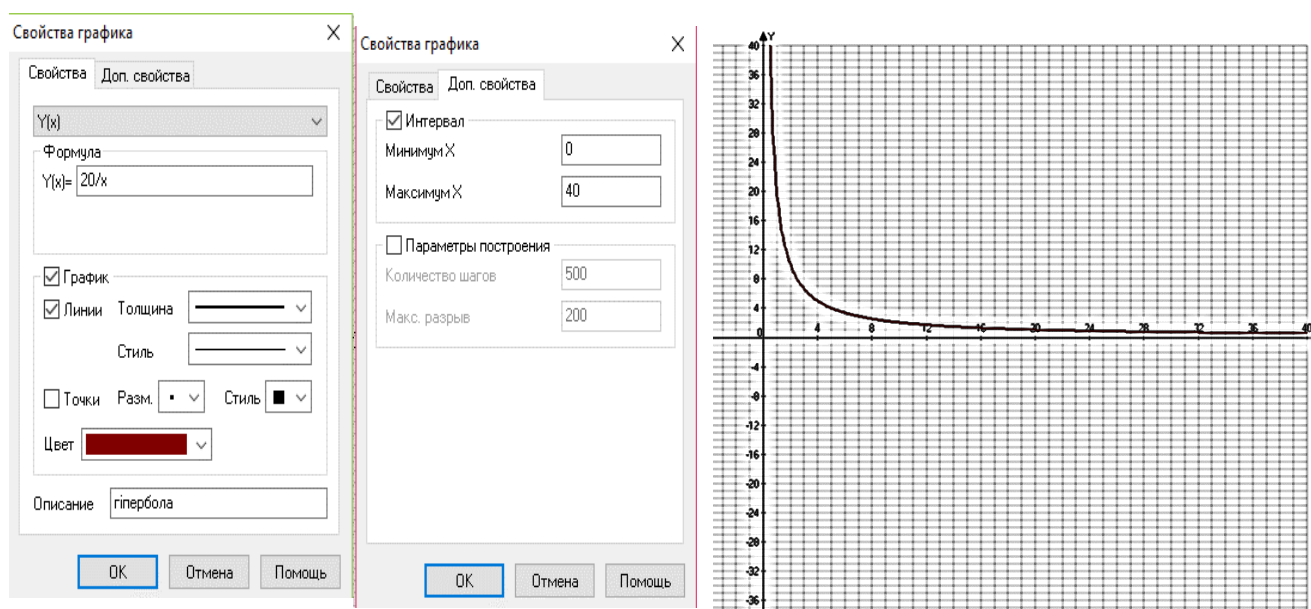 Свойства графика
Свойства Доп. свойства
Y(x)
Формула
Y(x)= 20/x
График
Линии Толщина
Стиль
Точки Разм. Стиль
Цвет
Описание гіпербола
ОК Отмена Помощь
Свойства графика
Свойства Доп. свойства
Интервал
Минимум X 0
Максимум X 40
Параметры построения
Количество шагов 500
Макс. разрыв 200
ОК Отмена Помощь
Y
40
36
32
28
24
20
16
12
8
4
0 4 8 12 16 20 24 28 32 36 40
-4
-8
-12
-16
-20
-24
-28
-32
-36